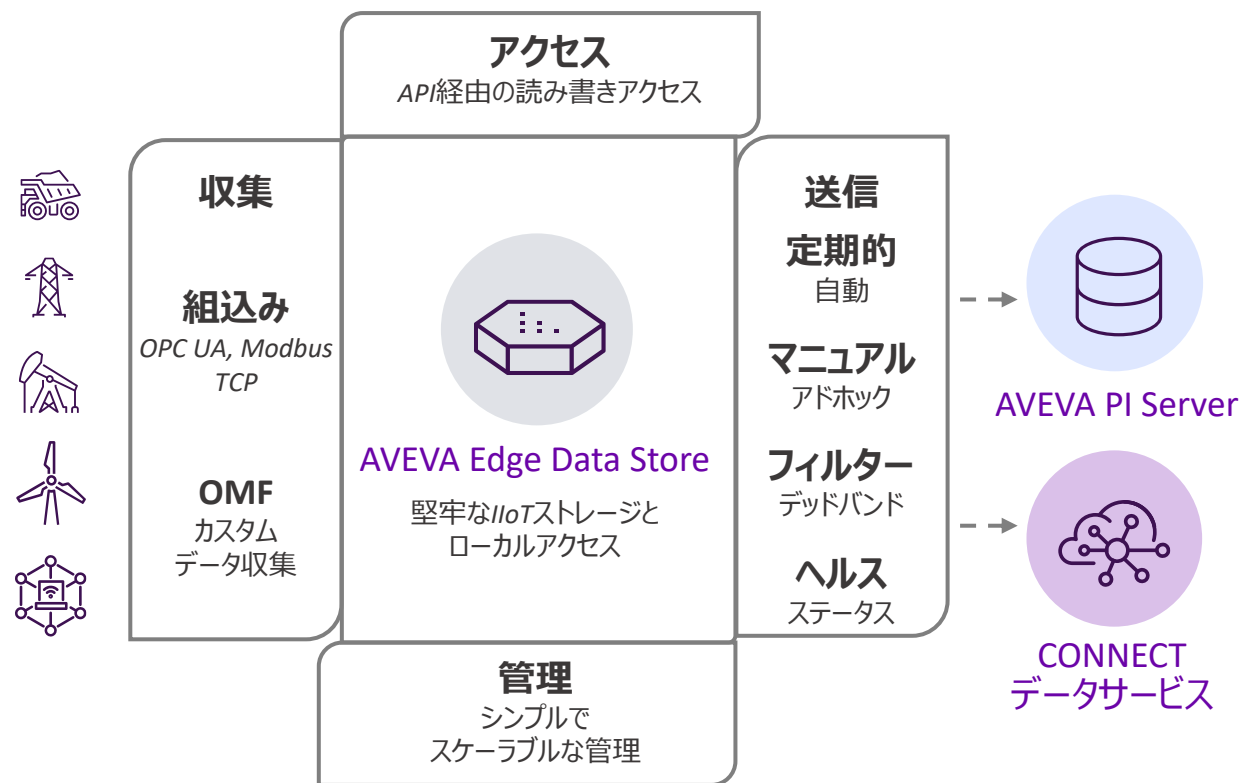 アクセス
API経由の読み書きアクセス
収集
組込み
OPC UA, Modbus
TCP
OMF
カスタム
データ収集
AVEVA Edge Data Store
堅牢なIIoTストレージと
ローカルアクセス
送信
定期的
自動
マニュアル
アドホック
フィルター
デッドバンド
ヘルス
ステータス
AVEVA PI Server
CONNECT
データサービス
管理
シンプルで
スケーラブルな管理